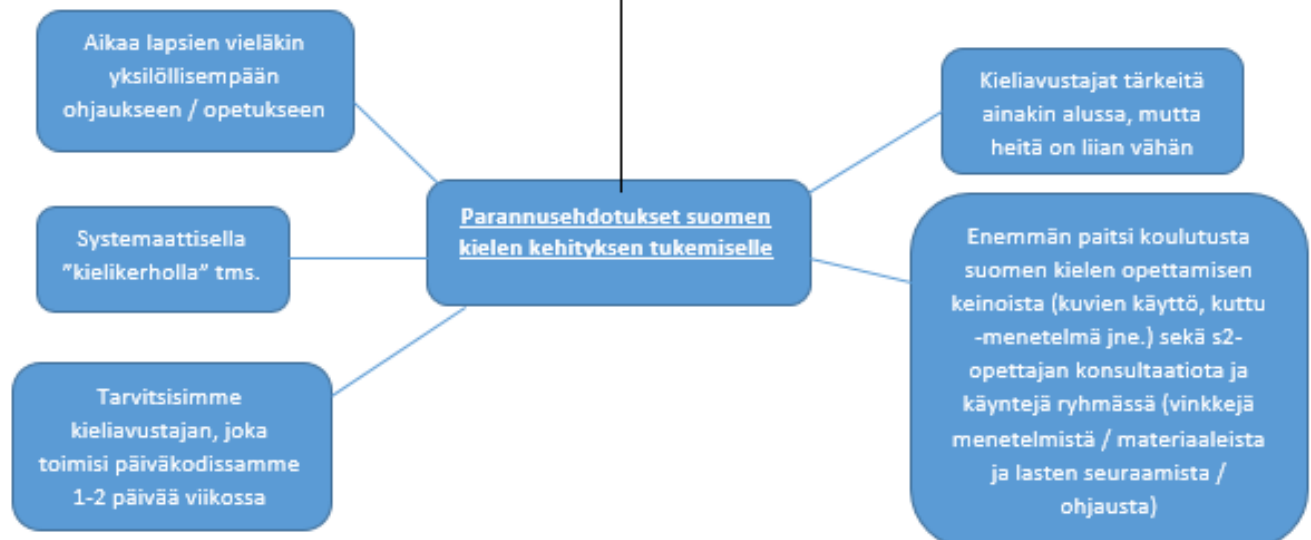 Aikaa lapsien vieläkin
yksilöllisempään
ohjaukseen / opetukseen
Kieliavustajat tärkeitä
ainakin alussa, mutta
heitä on liian vähän
Parannusehdotukset suomen
kielen kehityksen tukemiselle
Systemaattisella
"kielikerholla" tms.
Enemmän paitsi koulutusta
suomen kielen opettamisen
keinoista (kuvien käyttö, kuttu
-menetelmä jne.) sekä s2-
opettajan konsultaatiota ja
käyntejä ryhmässä (vinkkejä
menetelmistä / materiaaleista
ja lasten seuraamista /
ohjausta)
Tarvitsisimme
kieliavustajan, joka
toimisi päiväkodissamme
1-2 päivää viikossa